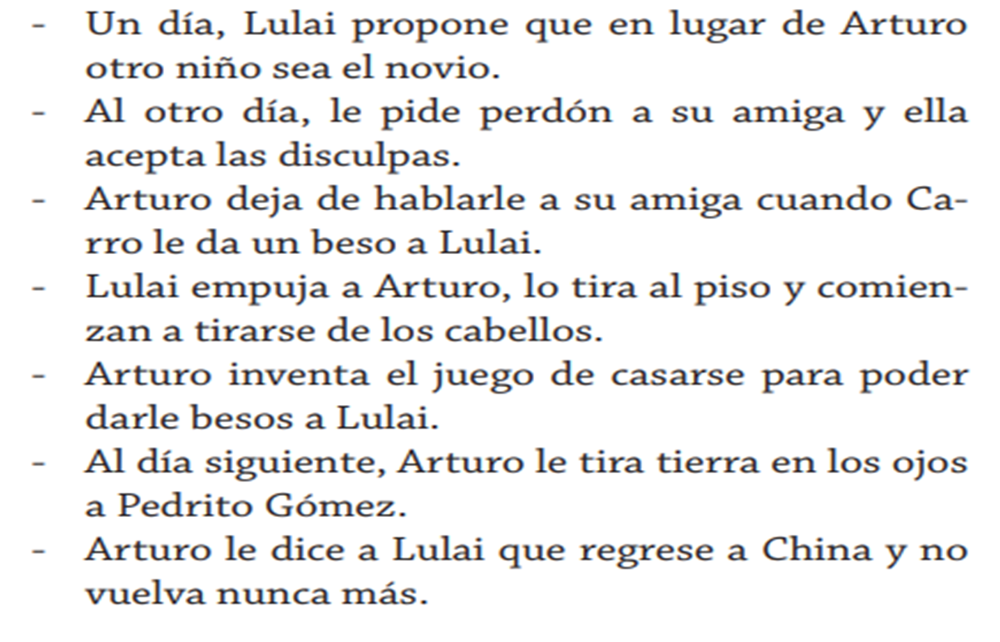 - Un día, Lulai propone que en lugar de Arturo
otro niño sea el novio.
- Al otro día, le pide perdón a su amiga y ella
acepta las disculpas.
- Arturo deja de hablarle a su amiga cuando Ca-
rro le da un beso a Lulai.
- Lulai empuja a Arturo, lo tira al piso y comien-
zan a tirarse de los cabellos.
- Arturo inventa el juego de casarse para poder
darle besos a Lulai.
- Al día siguiente, Arturo le tira tierra en los ojos
a Pedrito Gómez.
- Arturo le dice a Lulai que regrese a China y no
vuelva nunca más.